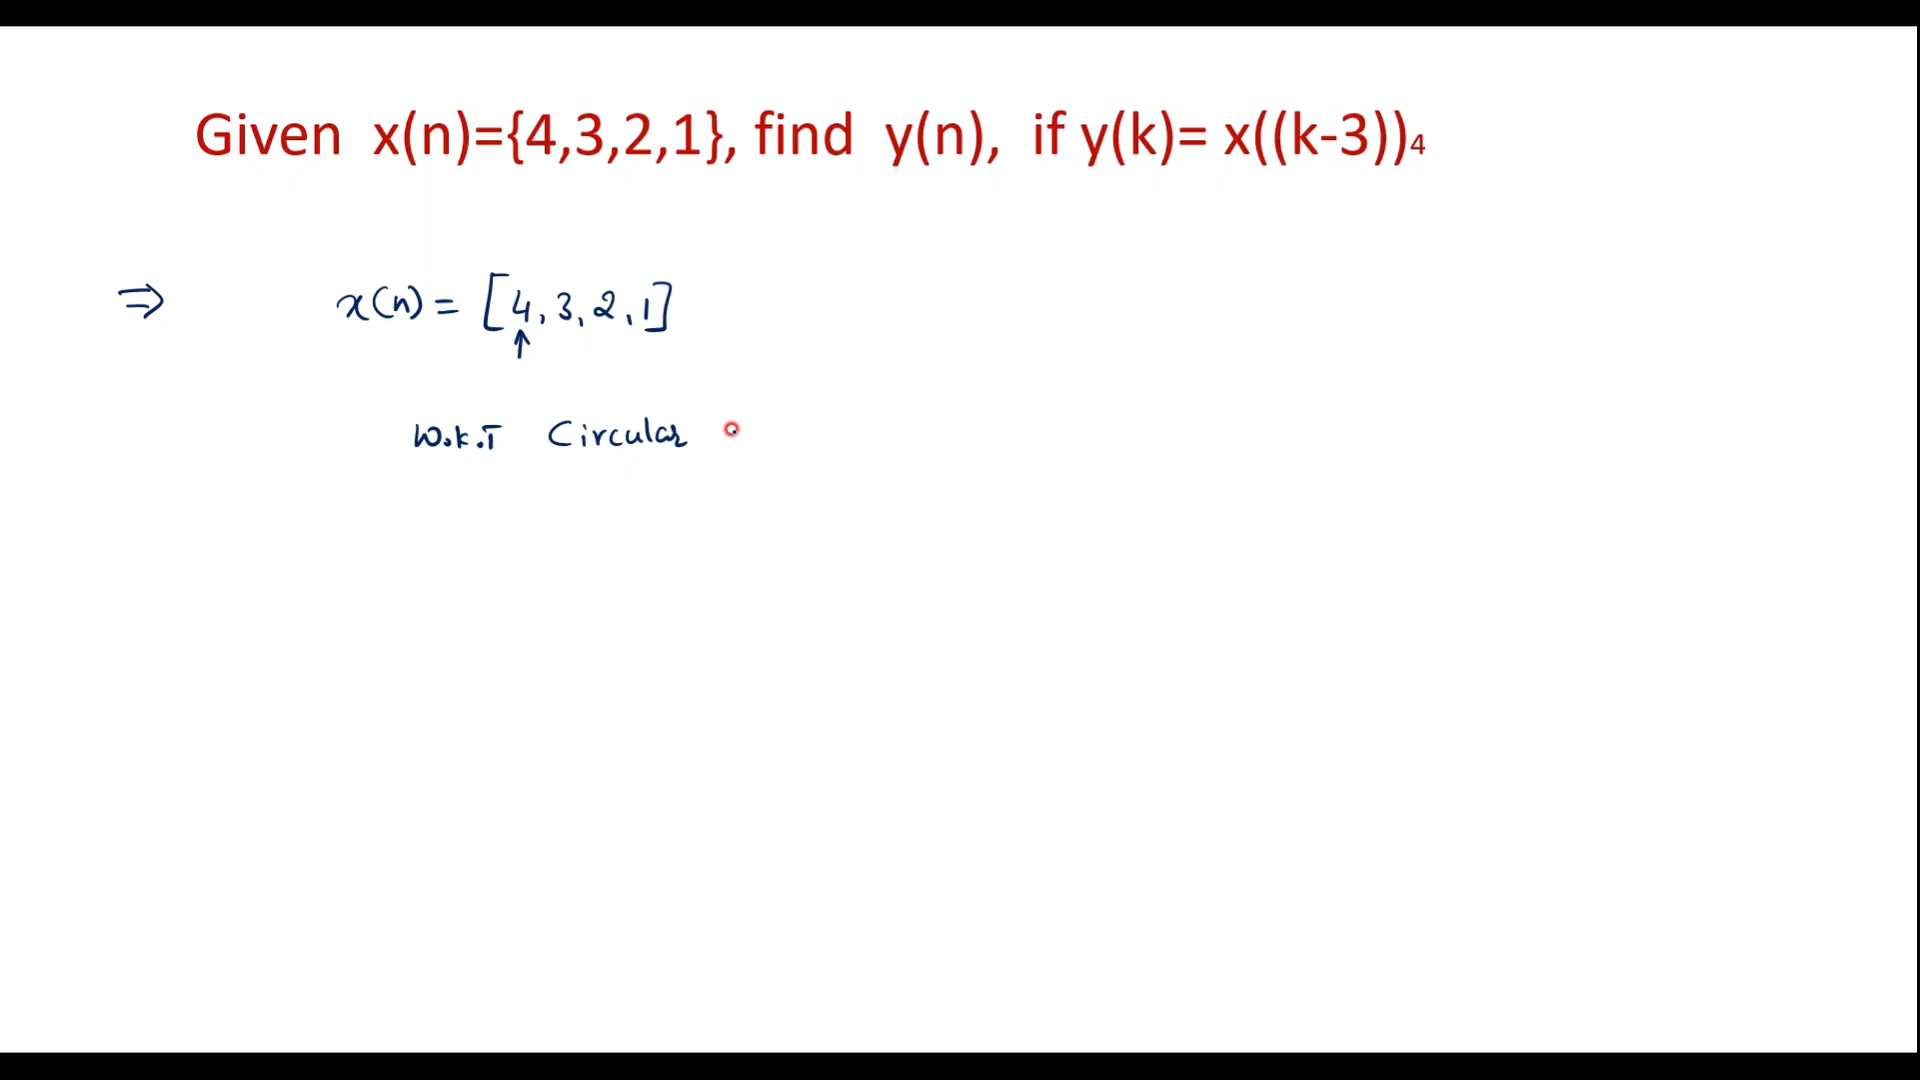 Given x(n)={4,3,2,1}, find y(n), if y(k)= x((k-3))₄
⇒ x(n) = [4, 3, 2, 1]
↑
W.K.T Circular